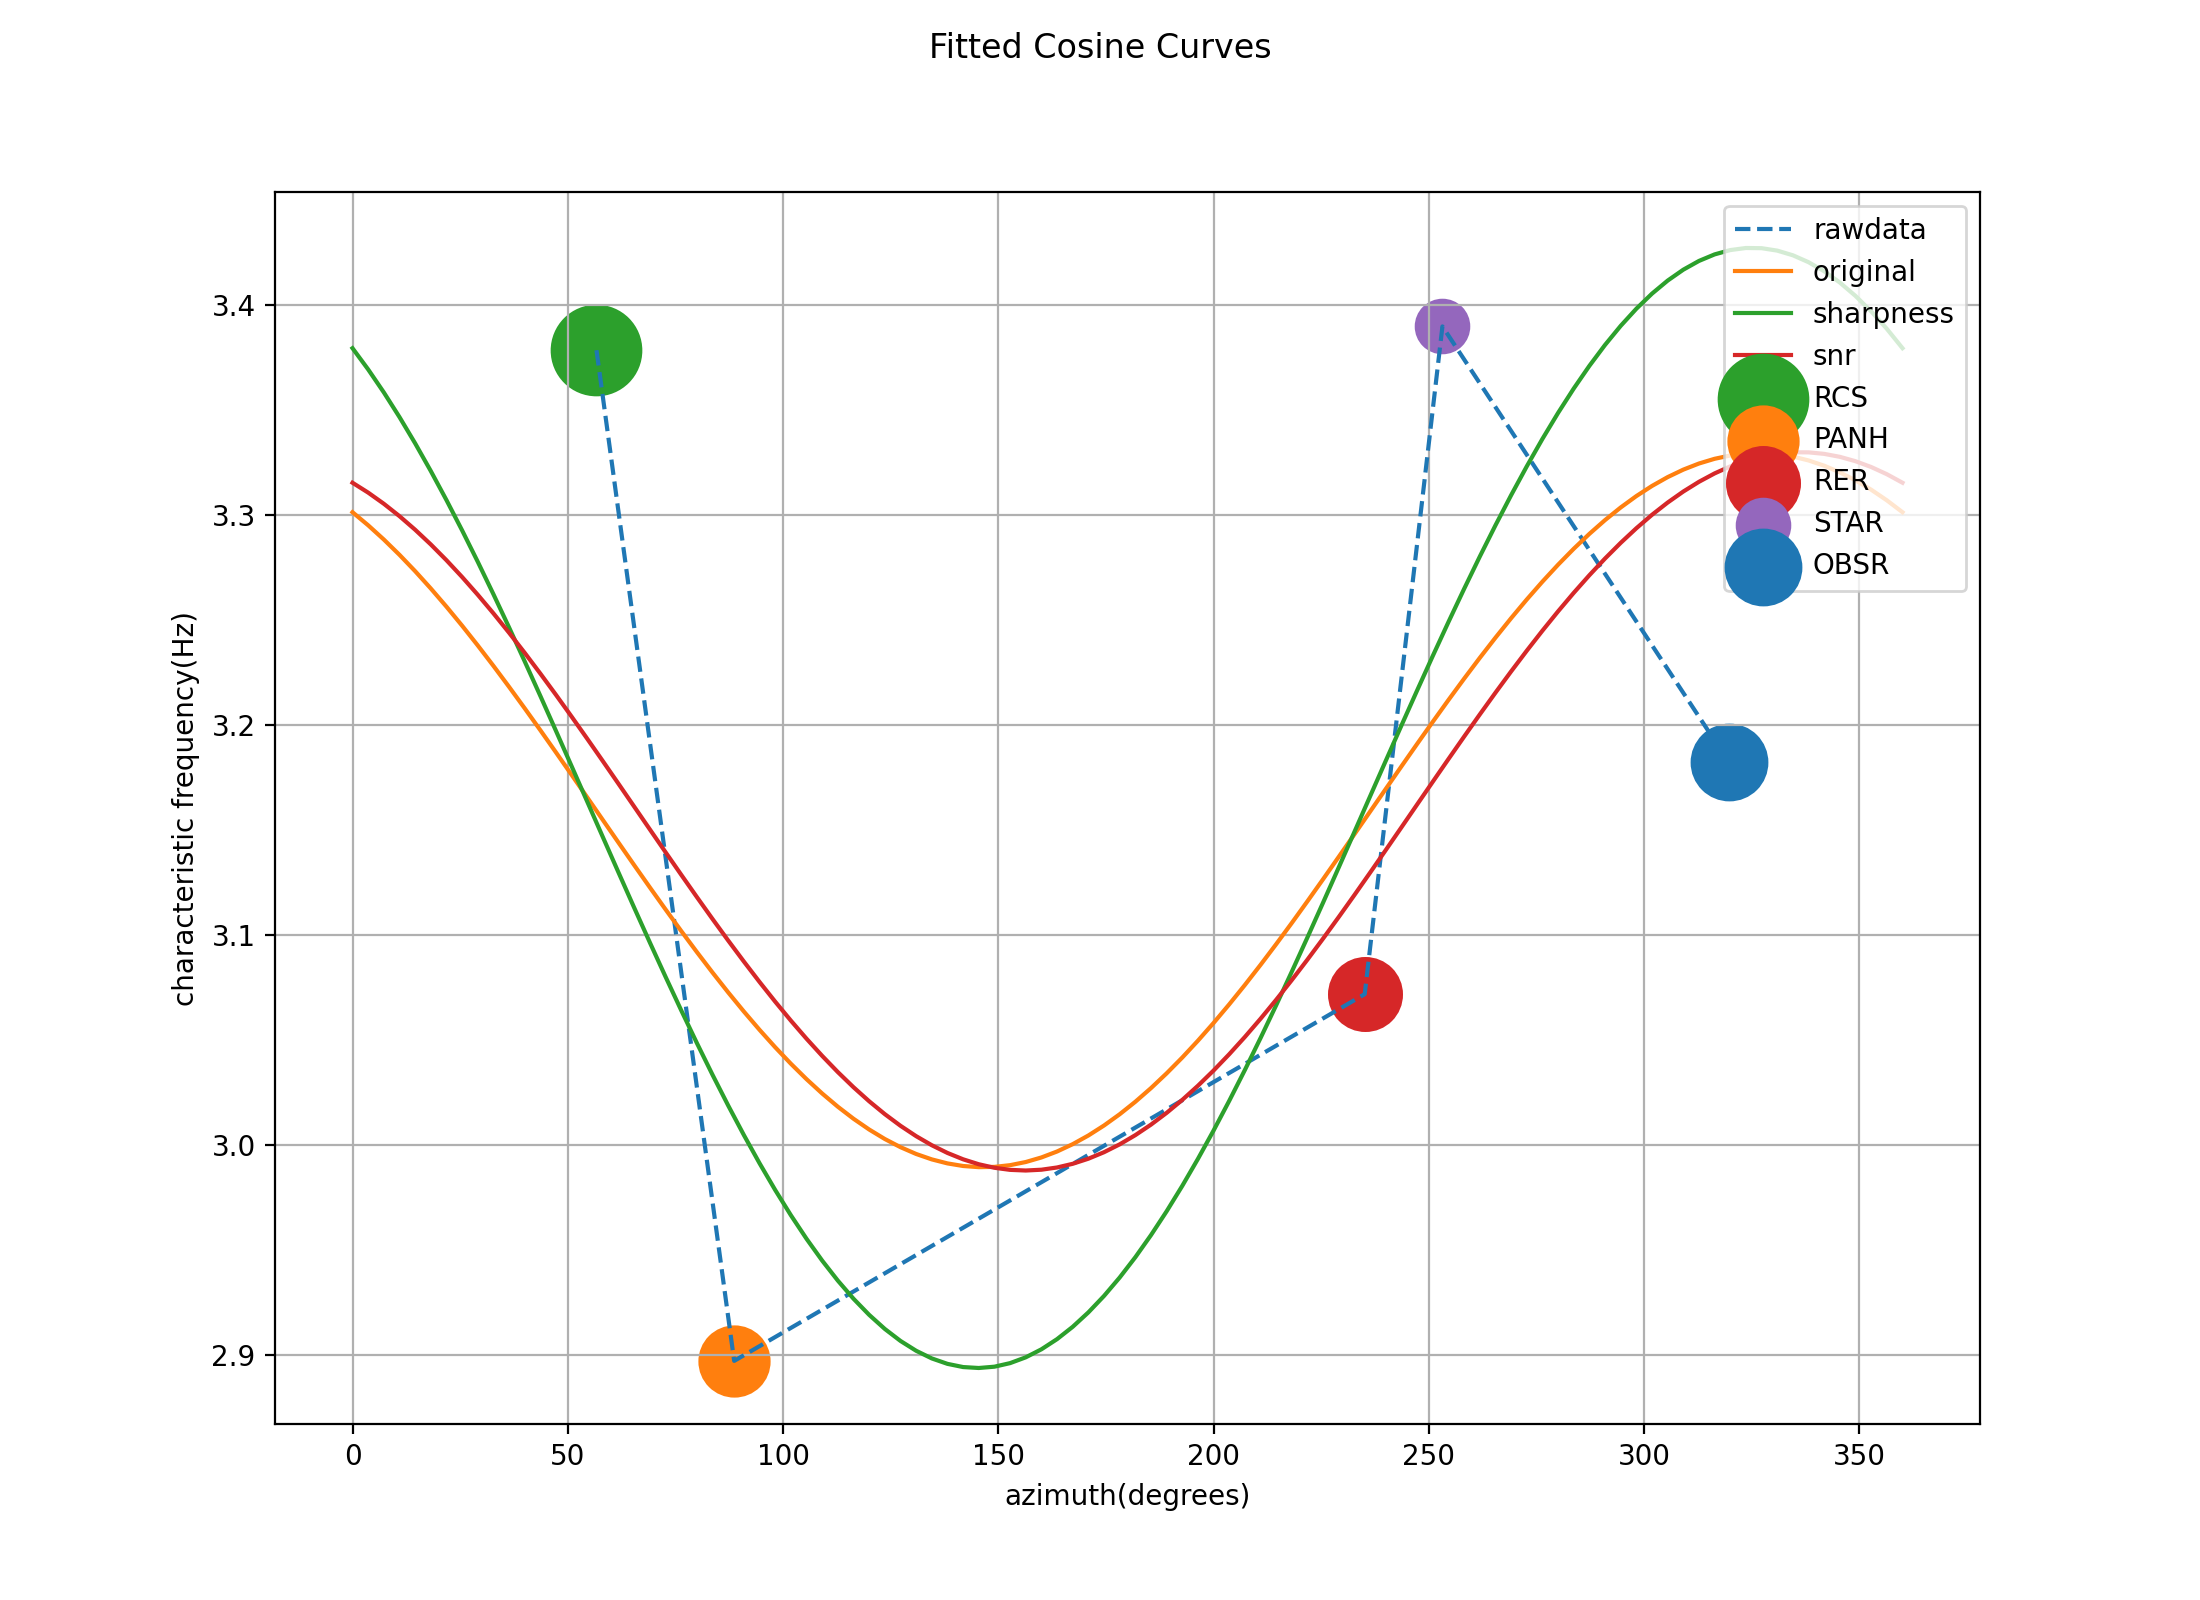 Fitted Cosine Curves
rawdata
original
sharpness
snr
RCS
PANH
RER
STAR
OBSR
characteristic frequency(Hz)
3.4
3.3
3.2
3.1
3.0
2.9
0 50 100 150 200 250 300 350
azimuth(degrees)